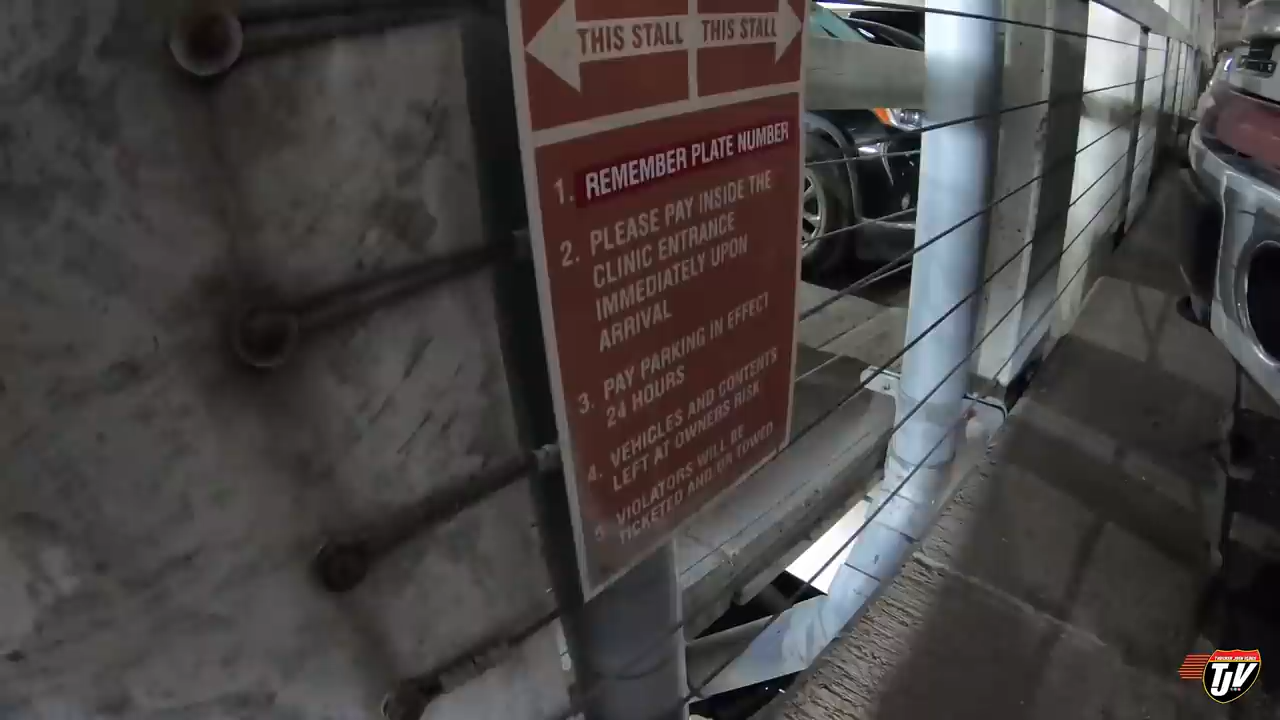 THIS STALL THIS STALL
1. REMEMBER PLATE NUMBER
2. PLEASE PAY INSIDE THE
CLINIC ENTRANCE
IMMEDIATELY UPON
ARRIVAL
3. PAY PARKING IN EFFECT
24 HOURS
4. VEHICLES AND CONTENTS
LEFT AT OWNERS RISK
5 VIOLATORS WILL BE
TICKETED AND OR TOWED
TJV